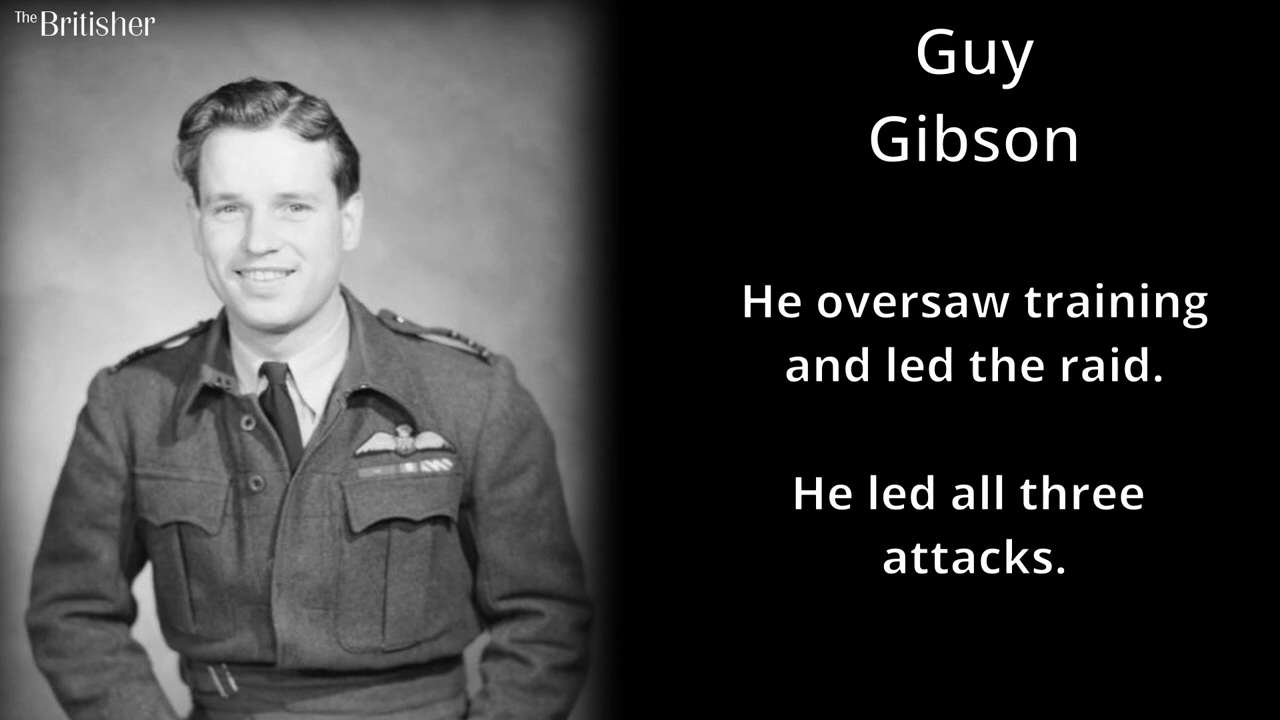 The Britisher
Guy
Gibson
He oversaw training
and led the raid.
He led all three
attacks.